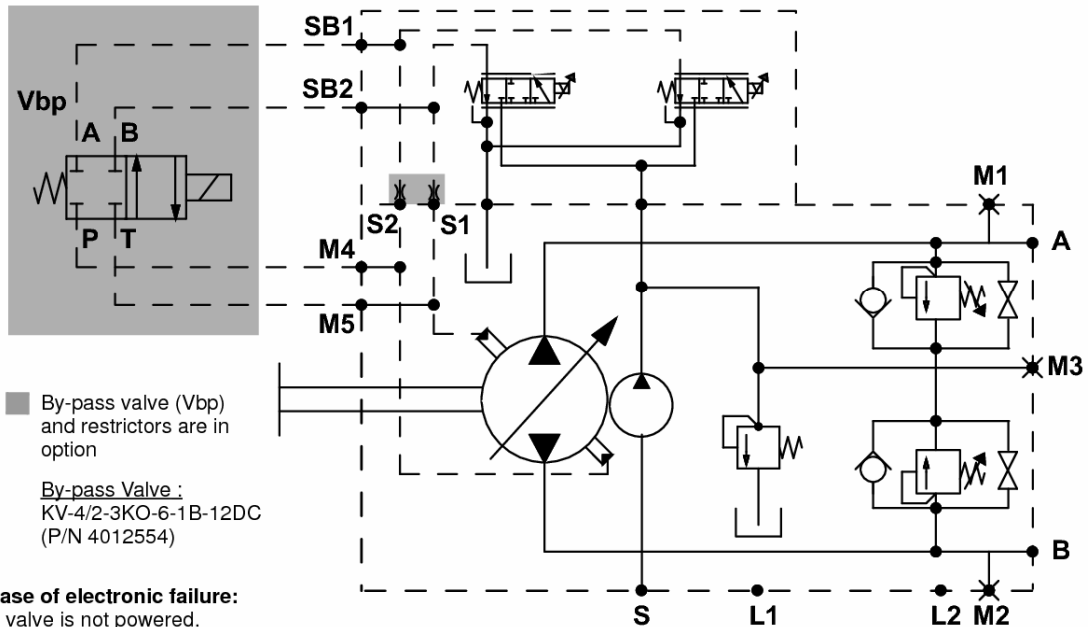 SB1
SB2
Vbp
A B
P T
S2 S1
M4
M5
M1
A
M3
By-pass valve (Vbp)
and restrictors are in
option
By-pass Valve :
KV-4/2-3KO-6-1B-12DC
(P/N 4012554)
B
ase of electronic failure:
valve is not powered.
S L1 L2 M2